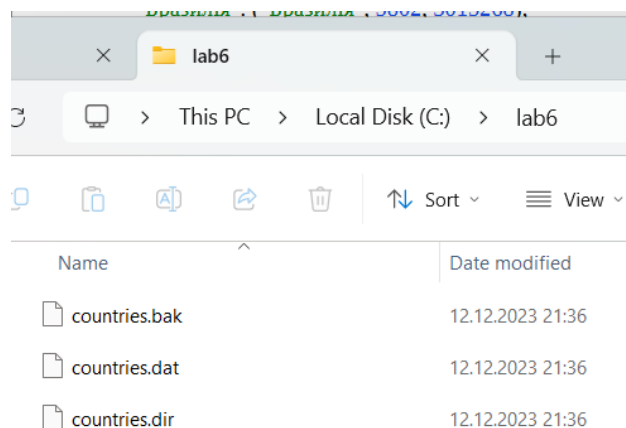 lab6
This PC > Local Disk (C:) > lab6
Sort View
Name Date modified
countries.bak 12.12.2023 21:36
countries.dat 12.12.2023 21:36
countries.dir 12.12.2023 21:36